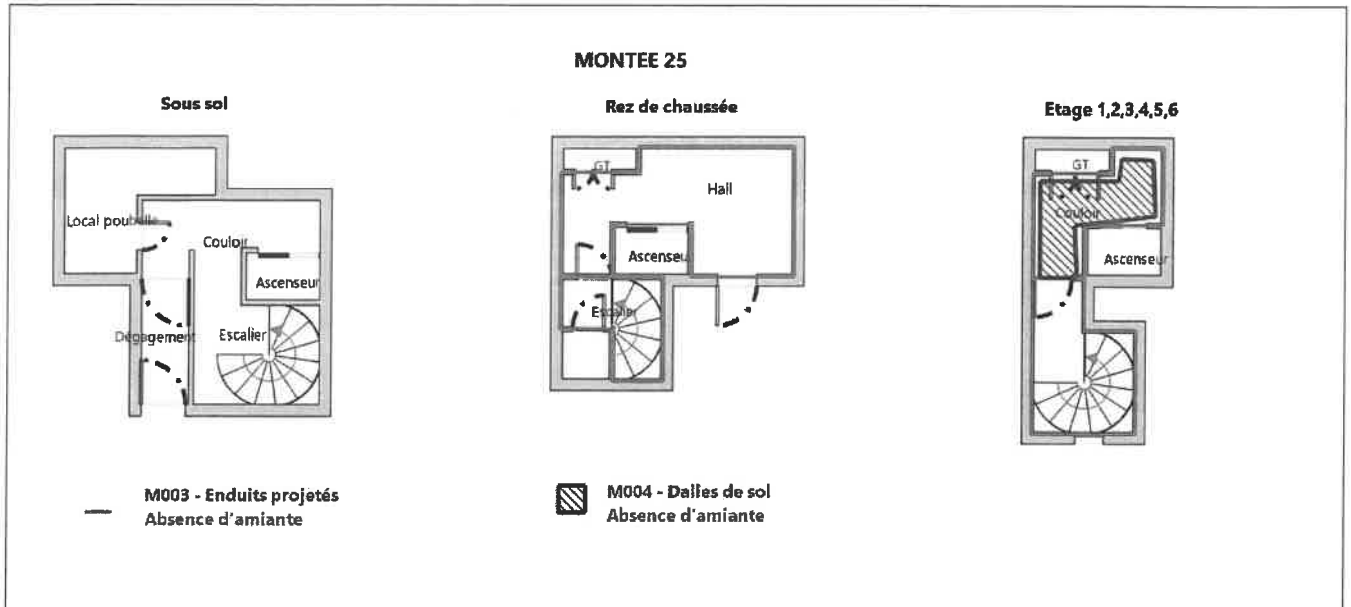 MONTEE 25
Sous sol
Rez de chaussée
Etage 1,2,3,4,5,6
Local poubelle
Couloir
Ascenseur
Dégagement
Escalier
GT
Hall
Ascenseur
Escalier
GT
Couloir
Ascenseur
M003 - Enduits projetés
Absence d'amiante
M004 - Dalles de sol
Absence d'amiante